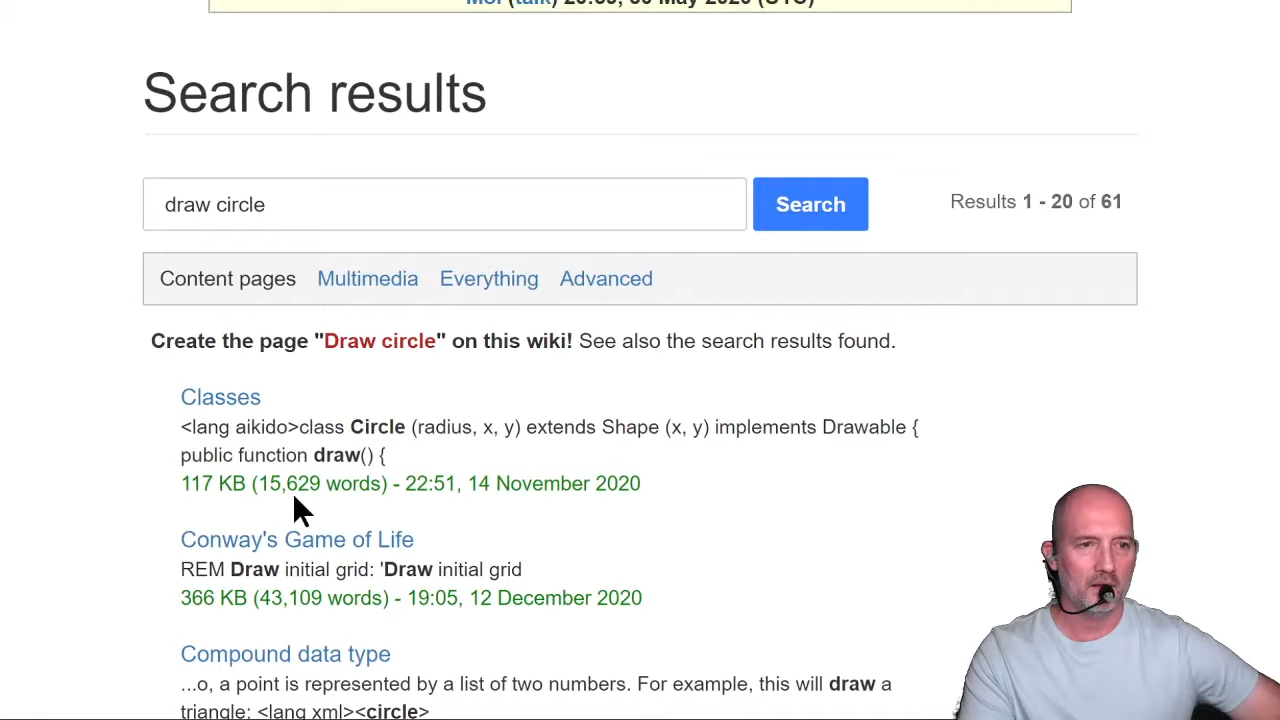 Search results
draw circle
Search
Results 1 - 20 of 61
Content pages Multimedia Everything Advanced
Create the page "Draw circle" on this wiki! See also the search results found.
Classes
<lang aikido>class Circle (radius, x, y) extends Shape (x, y) implements Drawable {
public function draw() {
117 KB (15,629 words) - 22:51, 14 November 2020
Conway's Game of Life
REM Draw initial grid: 'Draw initial grid
366 KB (43,109 words) - 19:05, 12 December 2020
Compound data type
...o, a point is represented by a list of two numbers. For example, this will draw a
triangle: <lang xml><circle>